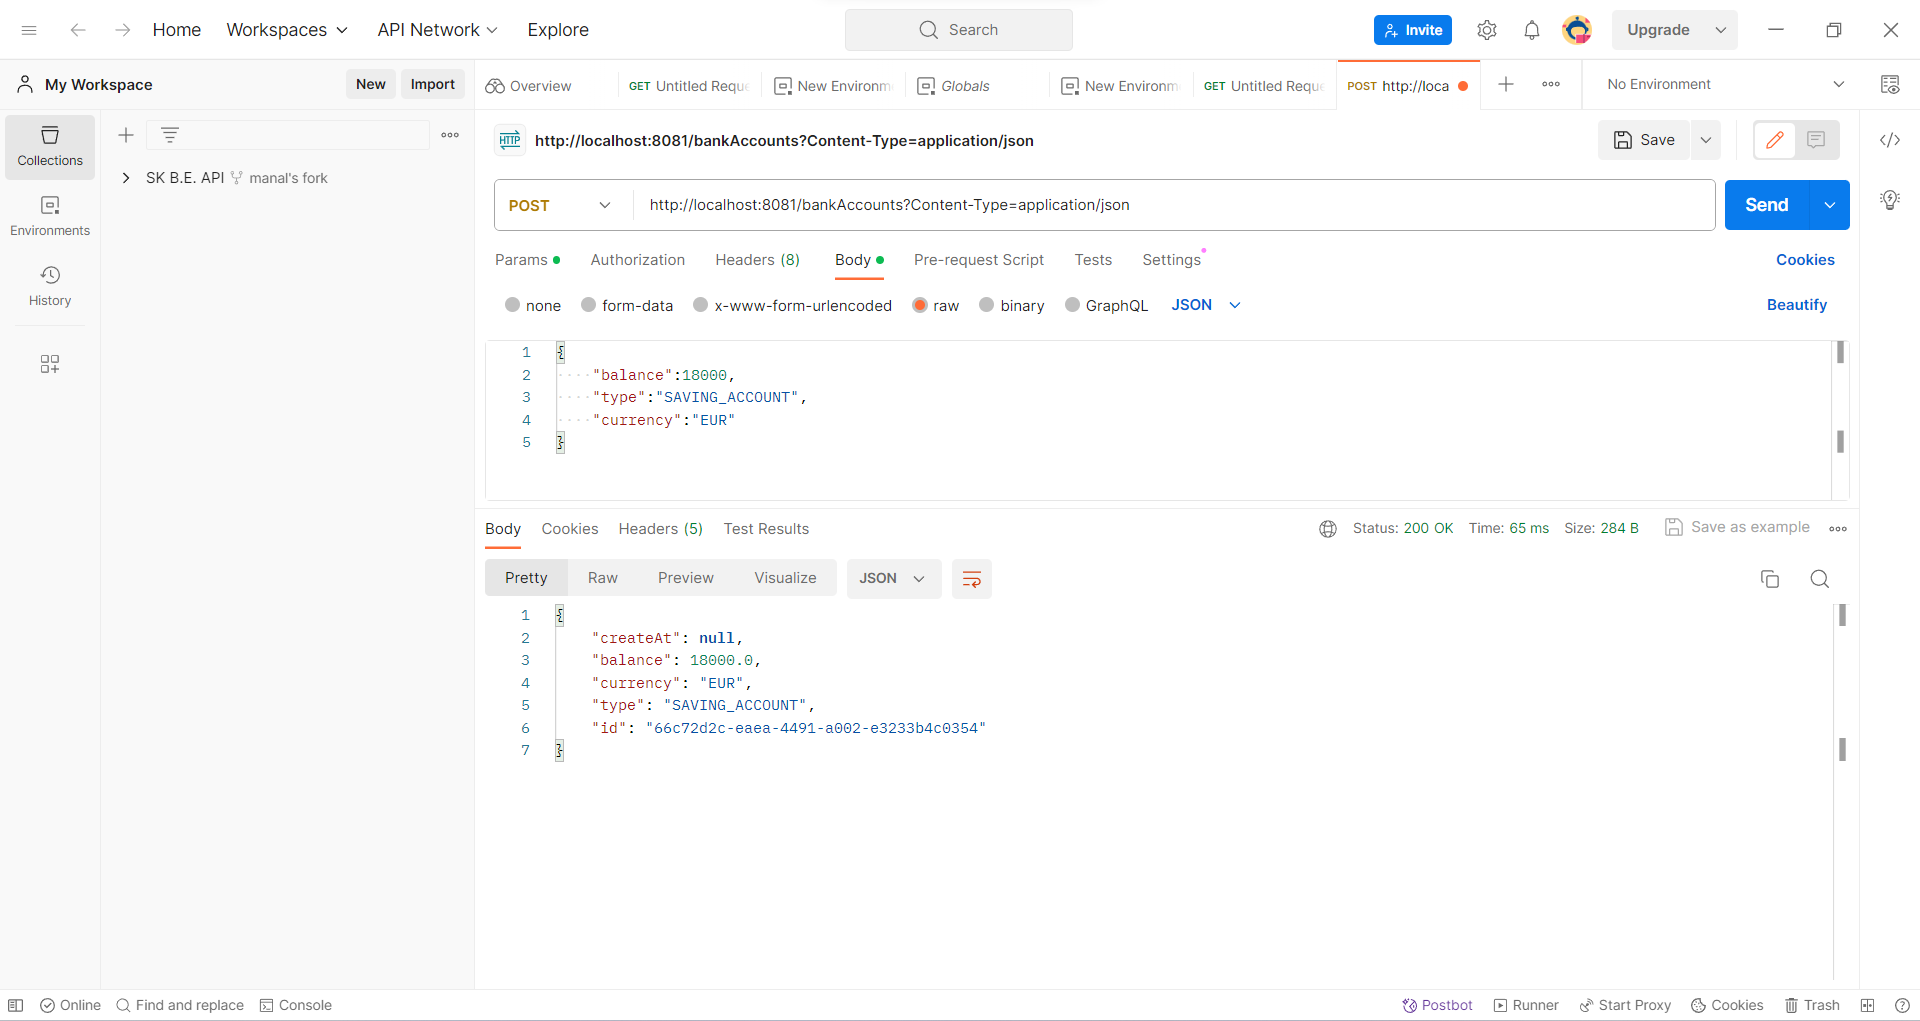 Home Workspaces API Network Explore Search Invite Upgrade
My Workspace New Import Overview GET Untitled Reque New Environm Globals New Environm GET Untitled Reque POST http://loca No Environment
Collections
Environments
History
SK B.E. API manal's fork
HTTP http://localhost:8081/bankAccounts?Content-Type=application/json Save
POST http://localhost:8081/bankAccounts?Content-Type=application/json Send
Params Authorization Headers (8) Body Pre-request Script Tests Settings Cookies
none form-data x-www-form-urlencoded raw binary GraphQL JSON Beautify
1 {
2 "balance":18000,
3 "type":"SAVING_ACCOUNT",
4 "currency":"EUR"
5 }
Body Cookies Headers (5) Test Results Status: 200 OK Time: 65 ms Size: 284 B Save as example
Pretty Raw Preview Visualize JSON
1 {
2 "createAt": null,
3 "balance": 18000.0,
4 "currency": "EUR",
5 "type": "SAVING_ACCOUNT",
6 "id": "66c72d2c-eaea-4491-a002-e3233b4c0354"
7 }
Online Find and replace Console Postbot Runner Start Proxy Cookies Trash